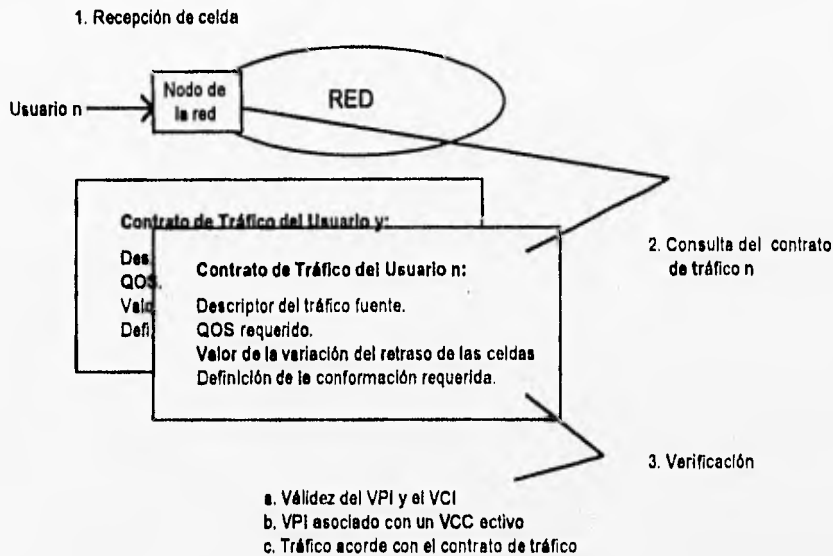 1. Recepción de celda
Usuario n
Nodo de
la red
RED
Contrato de Tráfico del Usuario y:
Des
QOS.
Valo
Defi
Contrato de Tráfico del Usuario n:
Descriptor del tráfico fuente.
QOS requerido.
Valor de la variación del retraso de las celdas
Definición de la conformación requerida.
2. Consulta del contrato
de tráfico n
3. Verificación
a. Válidez del VPI y el VCI
b. VPI asociado con un VCC activo
c. Tráfico acorde con el contrato de tráfico